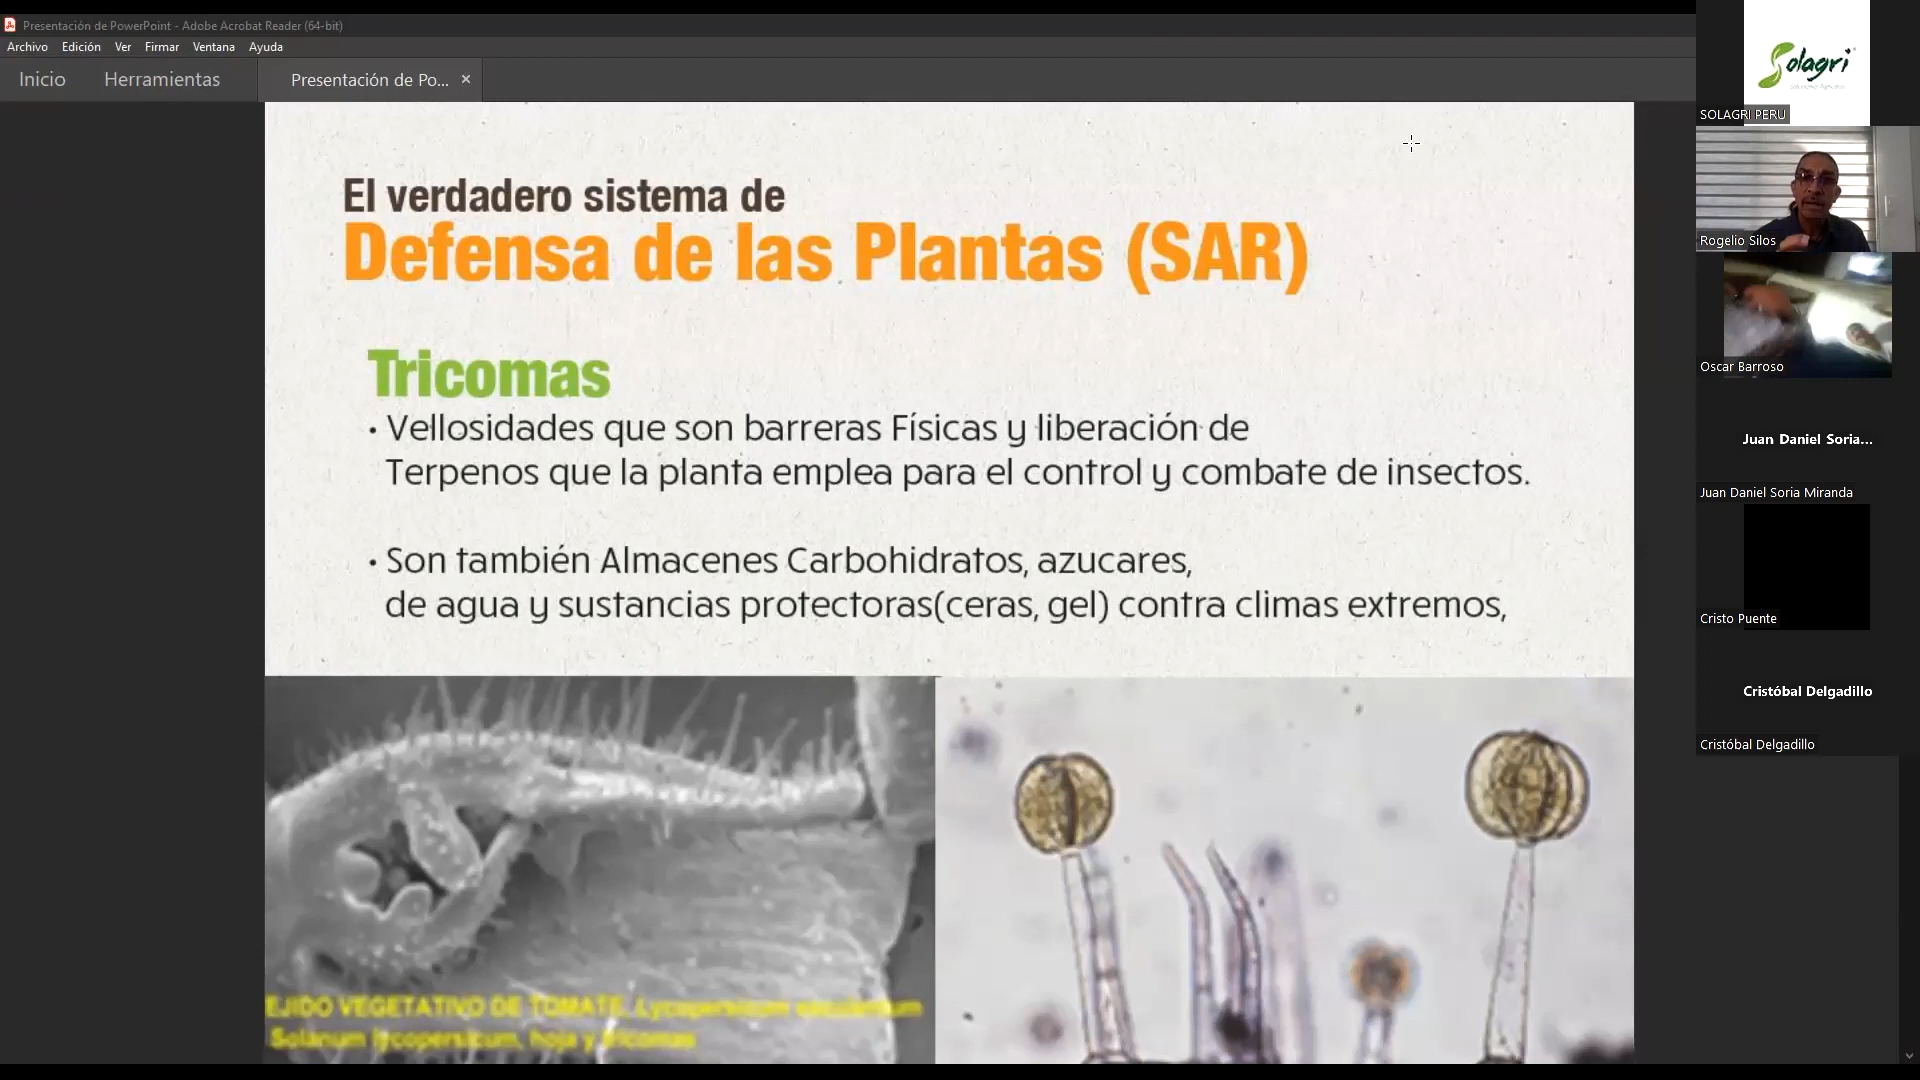 Presentación de PowerPoint - Adobe Acrobat Reader (64-bit)
Archivo Edición Ver Firmar Ventana Ayuda
Inicio Herramientas Presentación de Po... ×
El verdadero sistema de
Defensa de las Plantas (SAR)
Tricomas
• Vellosidades que son barreras Físicas y liberación de
Terpenos que la planta emplea para el control y combate de insectos.
• Son también Almacenes Carbohidratos, azucares,
de agua y sustancias protectoras(ceras, gel) contra climas extremos,
EJIDO VEGETATIVO DE TOMATE. Lycopersicum esculentum
Solanum lycopersicum, hoja y tricomas
Solagri
SOLAGRI PERU
Rogelio Silos
Oscar Barroso
Juan Daniel Soria...
Juan Daniel Soria Miranda
Cristo Puente
Cristóbal Delgadillo
Cristóbal Delgadillo